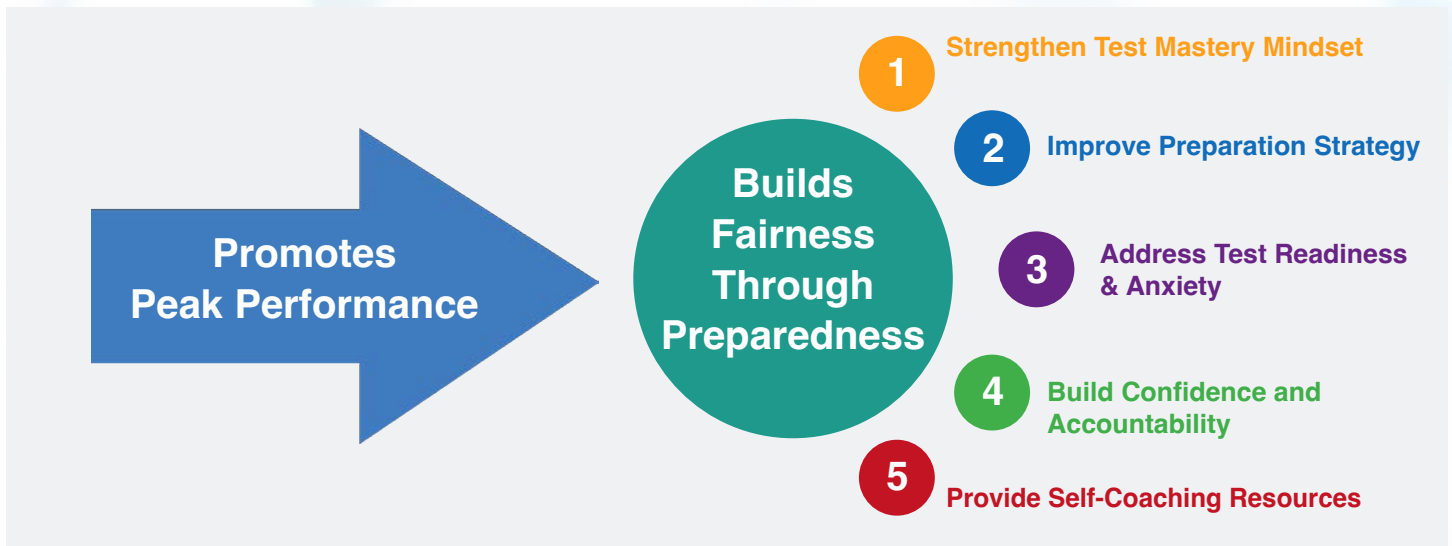 Promotes
Peak Performance
Builds
Fairness
Through
Preparedness
1
Strengthen Test Mastery Mindset
2
Improve Preparation Strategy
3
Address Test Readiness
& Anxiety
4
Build Confidence and
Accountability
5
Provide Self-Coaching Resources